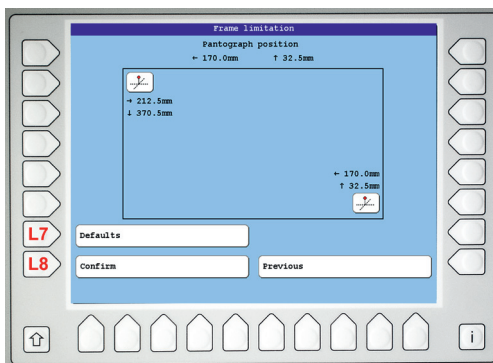 Frame limitation
Pantograph position
← 170.0mm ↑ 32.5mm
→ 212.5mm
↓ 370.5mm
← 170.0mm
↑ 32.5mm
L7 Defaults
L8 Confirm Previous
i